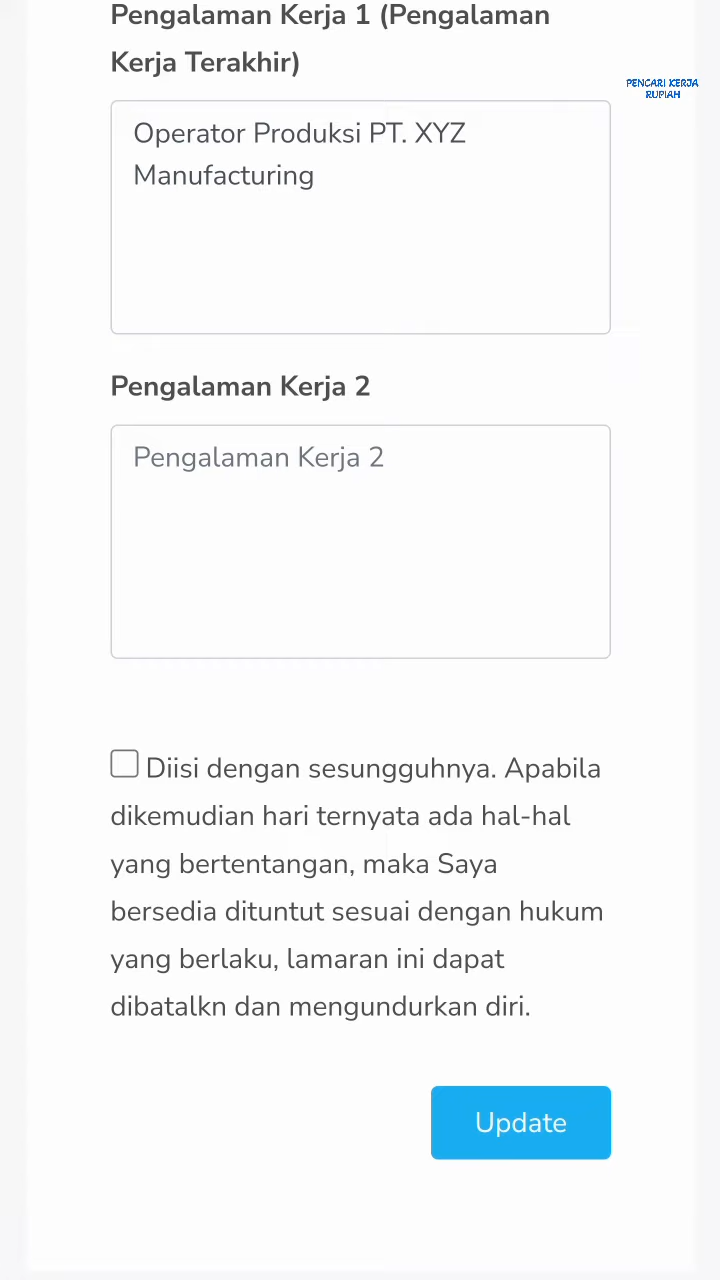 Pengalaman Kerja 1 (Pengalaman
Kerja Terakhir)
PENCARI KERJA
RUPIAH
Operator Produksi PT. XYZ
Manufacturing
Pengalaman Kerja 2
Pengalaman Kerja 2
Diisi dengan sesungguhnya. Apabila
dikemudian hari ternyata ada hal-hal
yang bertentangan, maka Saya
bersedia dituntut sesuai dengan hukum
yang berlaku, lamaran ini dapat
dibatalkn dan mengundurkan diri.
Update